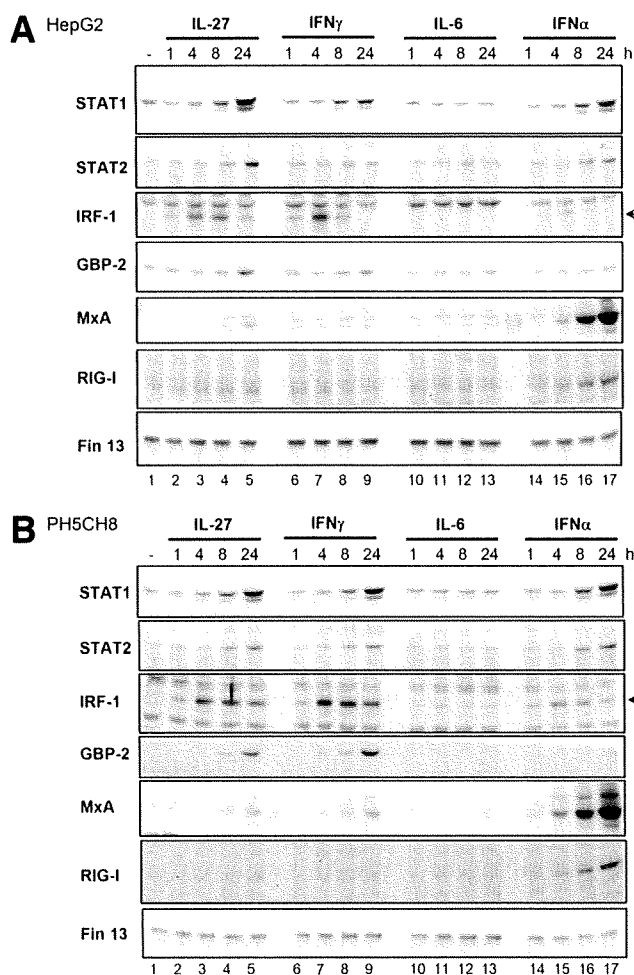 A HepG2
IL-27 IFNγ IL-6 IFNα
- 1 4 8 24 1 4 8 24 1 4 8 24 1 4 8 24 h
STAT1
STAT2
IRF-1
GBP-2
MxA
RIG-I
Fin 13
1 2 3 4 5 6 7 8 9 10 11 12 13 14 15 16 17
B PH5CH8
IL-27 IFNγ IL-6 IFNα
- 1 4 8 24 1 4 8 24 1 4 8 24 1 4 8 24 h
STAT1
STAT2
IRF-1
GBP-2
MxA
RIG-I
Fin 13
1 2 3 4 5 6 7 8 9 10 11 12 13 14 15 16 17